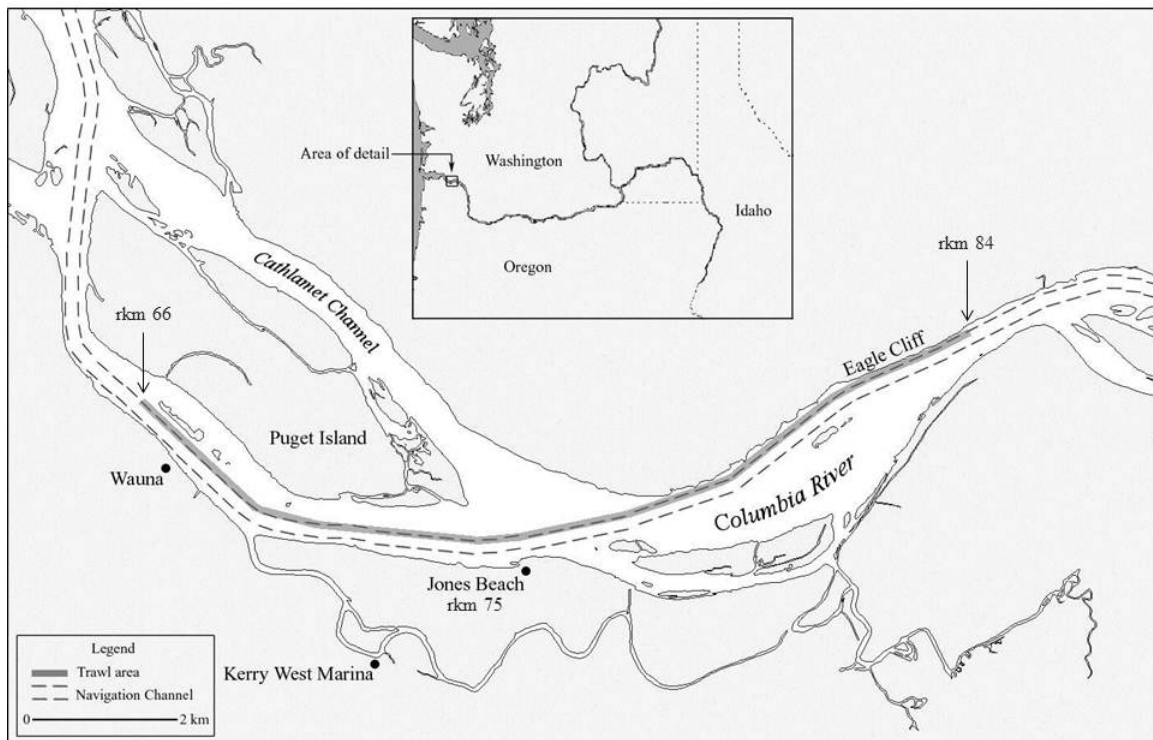 Area of detail
Washington
Idaho
Oregon
rkm 84
Cathlamet Channel
rkm 66
Eagle Cliff
Puget Island
Wauna
Columbia River
Jones Beach
rkm 75
Kerry West Marina
Legend
Trawl area
Navigation Channel
0 2 km